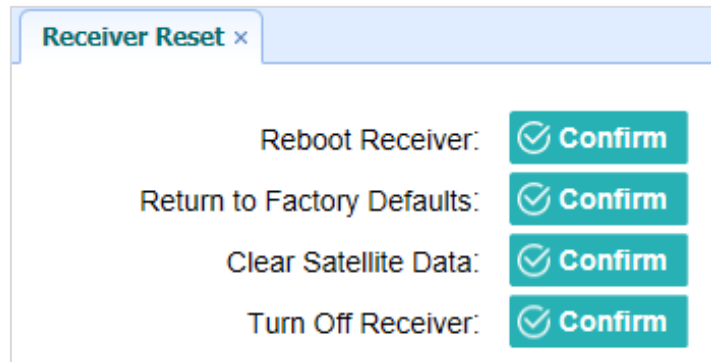 Receiver Reset ×
Reboot Receiver: Confirm
Return to Factory Defaults: Confirm
Clear Satellite Data: Confirm
Turn Off Receiver: Confirm